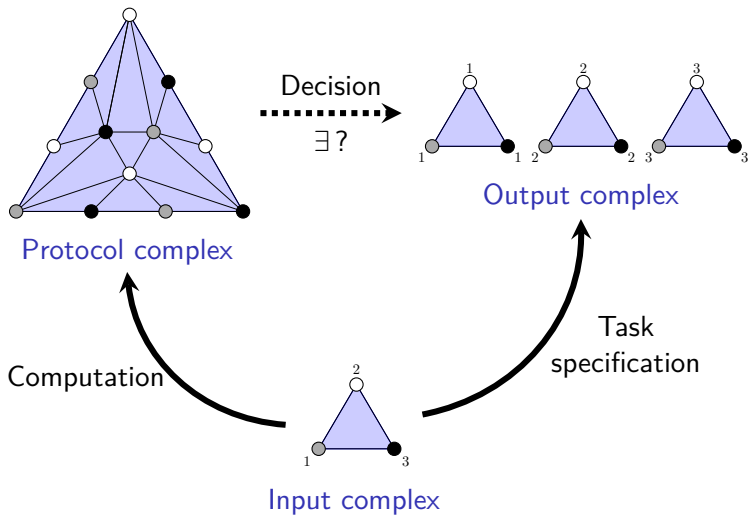 Decision
∃ ?
1 2 3
1 1 2 2 3 3
Output complex
Protocol complex
Computation
Task
specification
2
1 3
Input complex